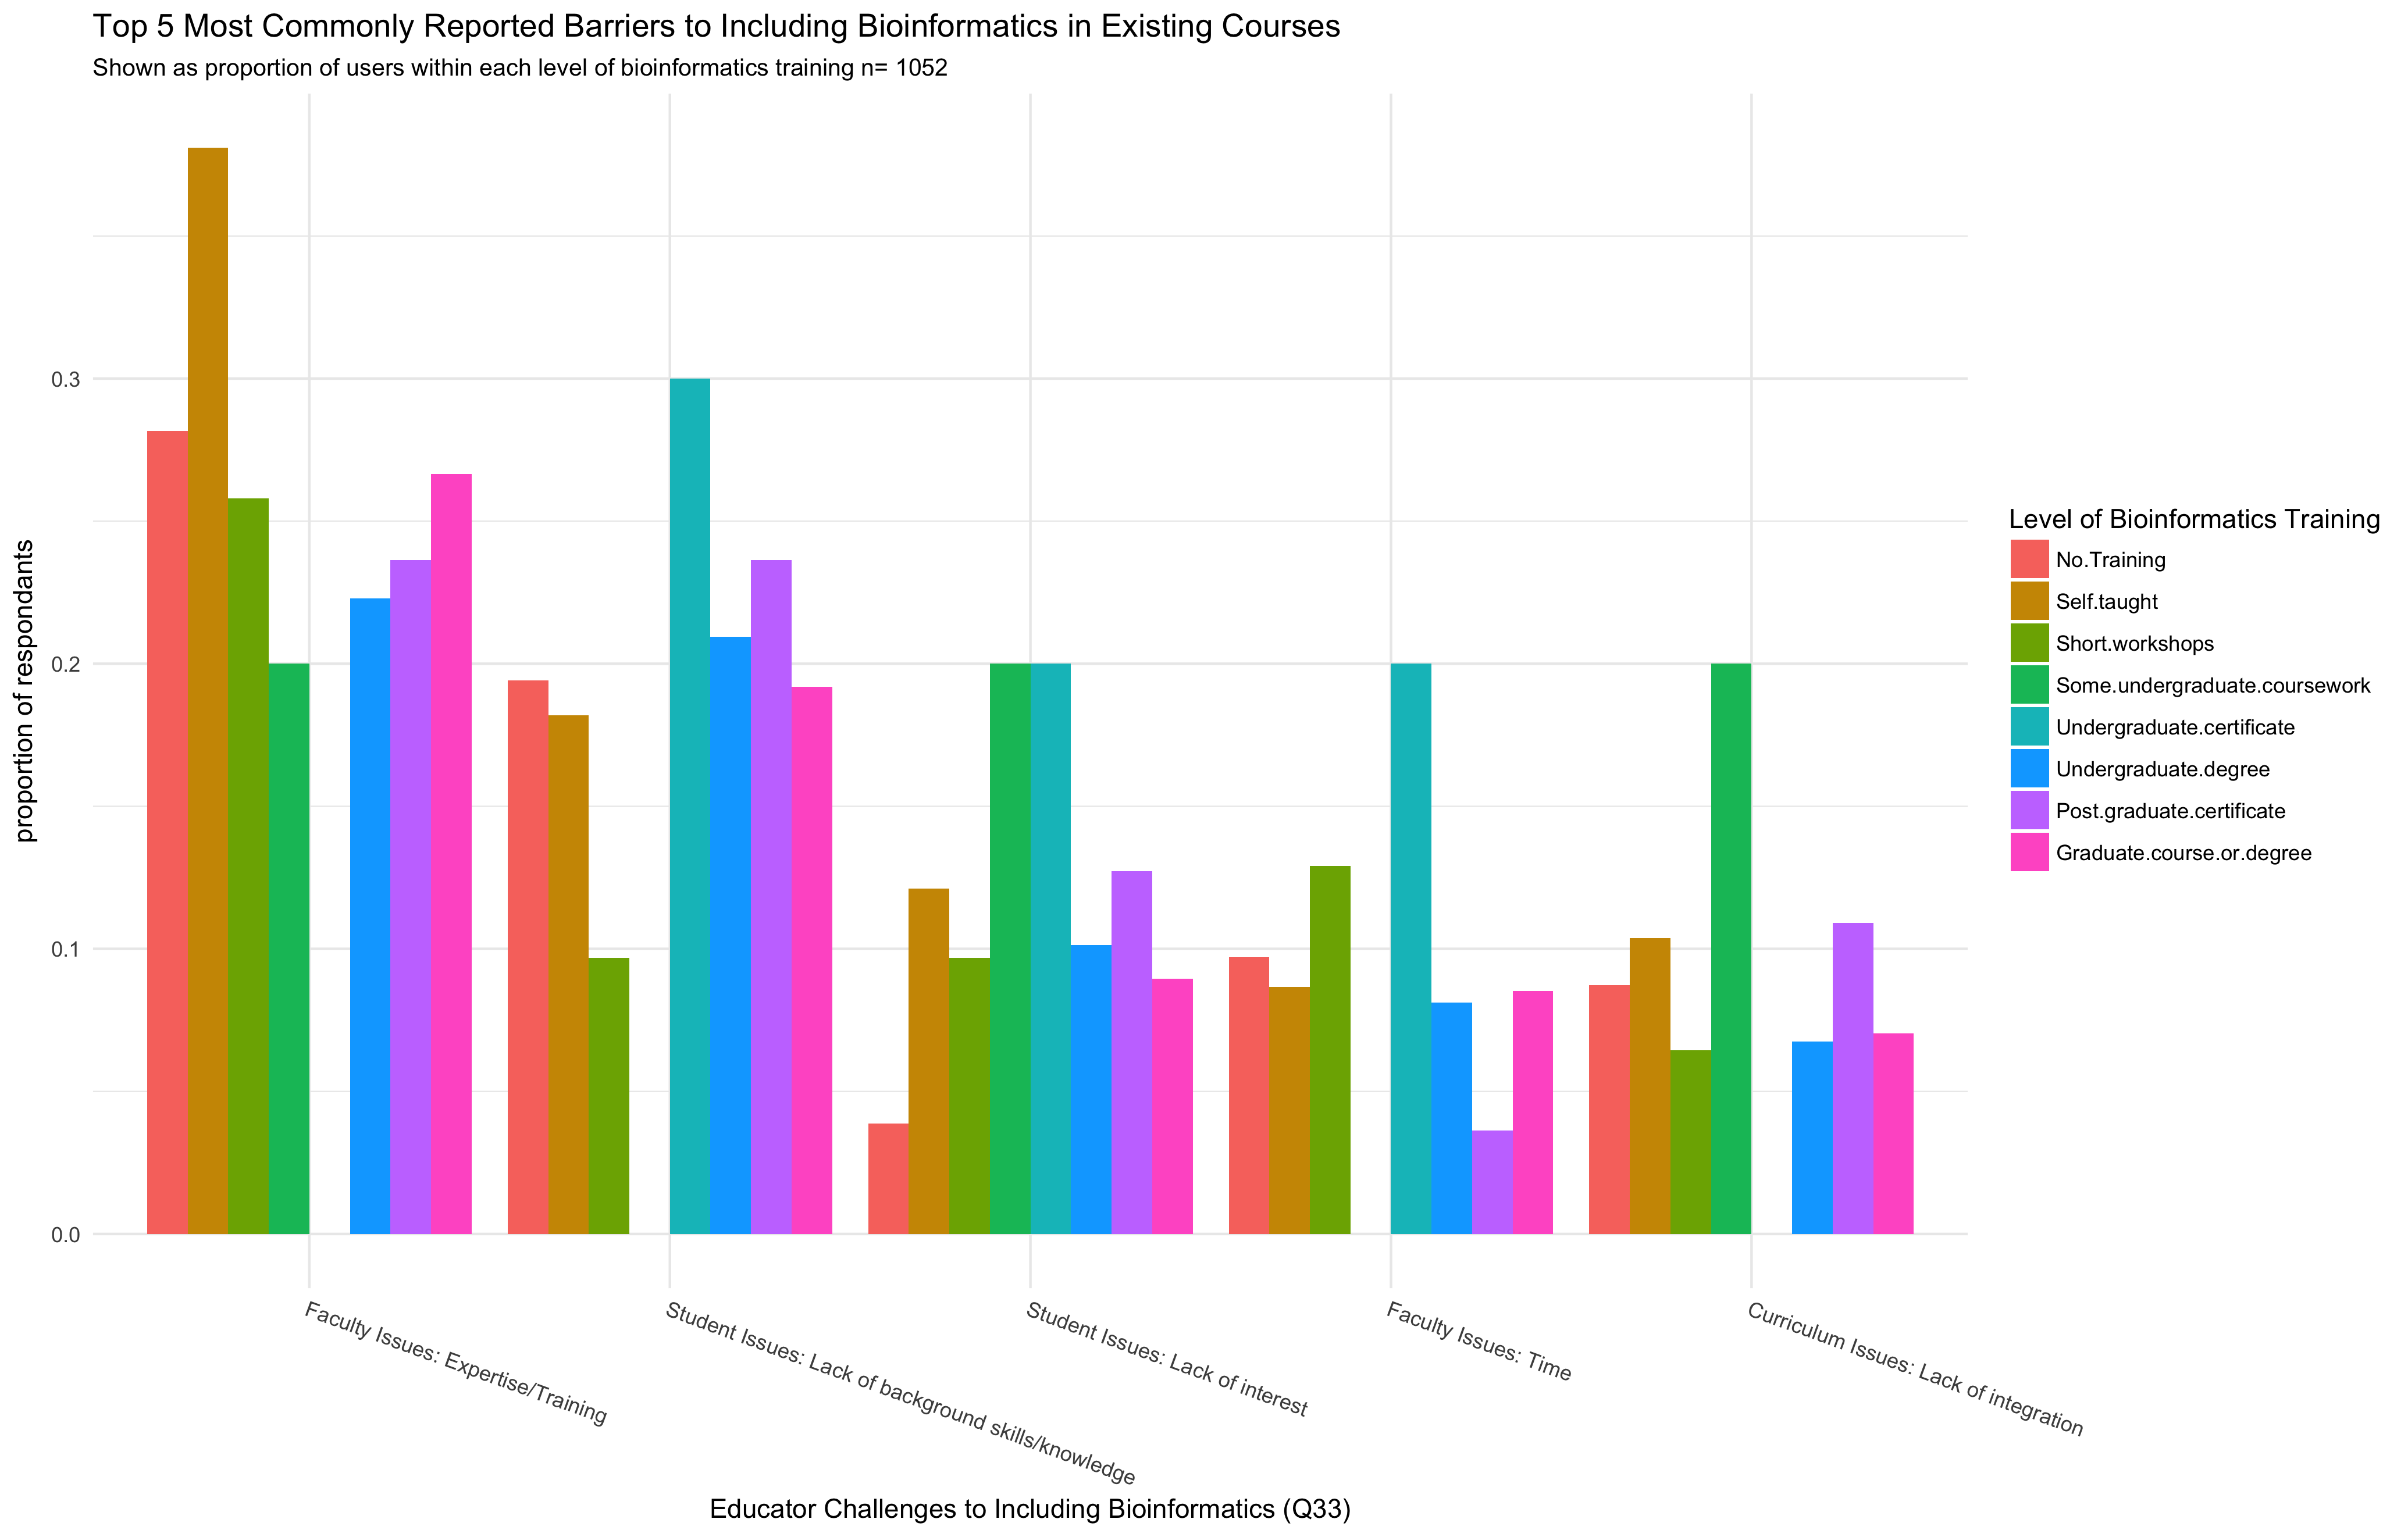 Top 5 Most Commonly Reported Barriers to Including Bioinformatics in Existing Courses
Shown as proportion of users within each level of bioinformatics training n= 1052
proportion of respondants
0.3
0.2
0.1
0.0
Faculty Issues: Expertise/Training
Student Issues: Lack of background skills/knowledge
Student Issues: Lack of interest
Faculty Issues: Time
Curriculum Issues: Lack of integration
Educator Challenges to Including Bioinformatics (Q33)
Level of Bioinformatics Training
No.Training
Self.taught
Short.workshops
Some.undergraduate.coursework
Undergraduate.certificate
Undergraduate.degree
Post.graduate.certificate
Graduate.course.or.degree